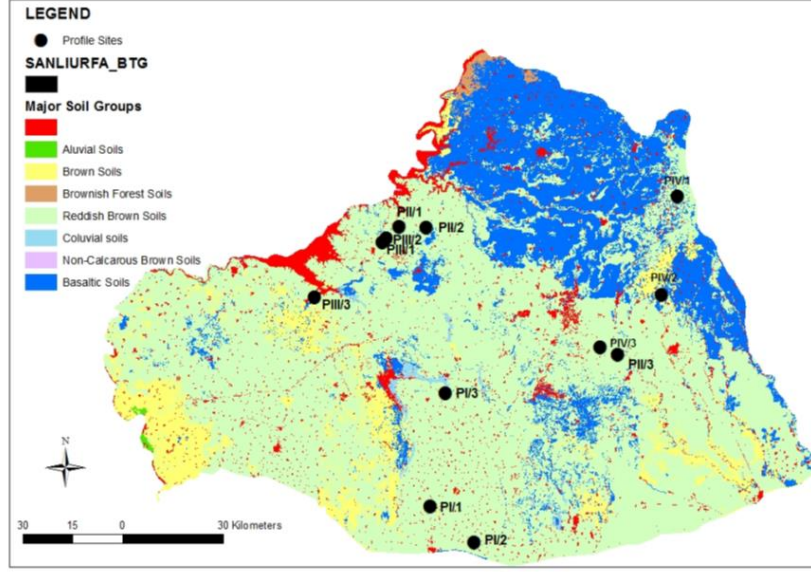 LEGEND
Profile Sites
SANLIURFA_BTG
Major Soil Groups
Aluvial Soils
Brown Soils
Brownish Forest Soils
Reddish Brown Soils
Coluvial soils
Non-Calcarous Brown Soils
Basaltic Soils
PIV/1
PII/1
PII/2
PIII/2
PIII/1
PIV/2
PIII/3
PIV/3
PII/3
PI/3
PI/1
PI/2
N
30 15 0 30 Kilometers